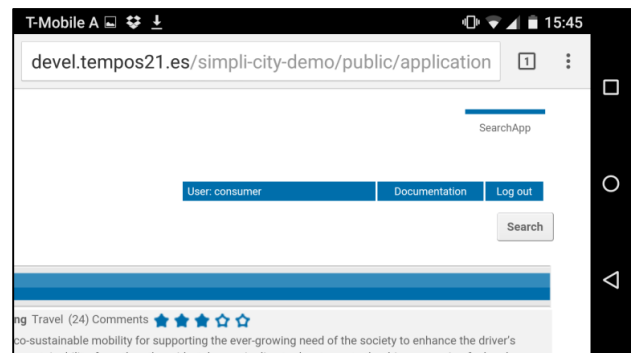 T-Mobile A 15:45
devel.tempos21.es/simpli-city-demo/public/application 1
SearchApp
User: consumer Documentation Log out
Search
ng Travel (24) Comments
co-sustainable mobility for supporting the ever-growing need of the society to enhance the driver's